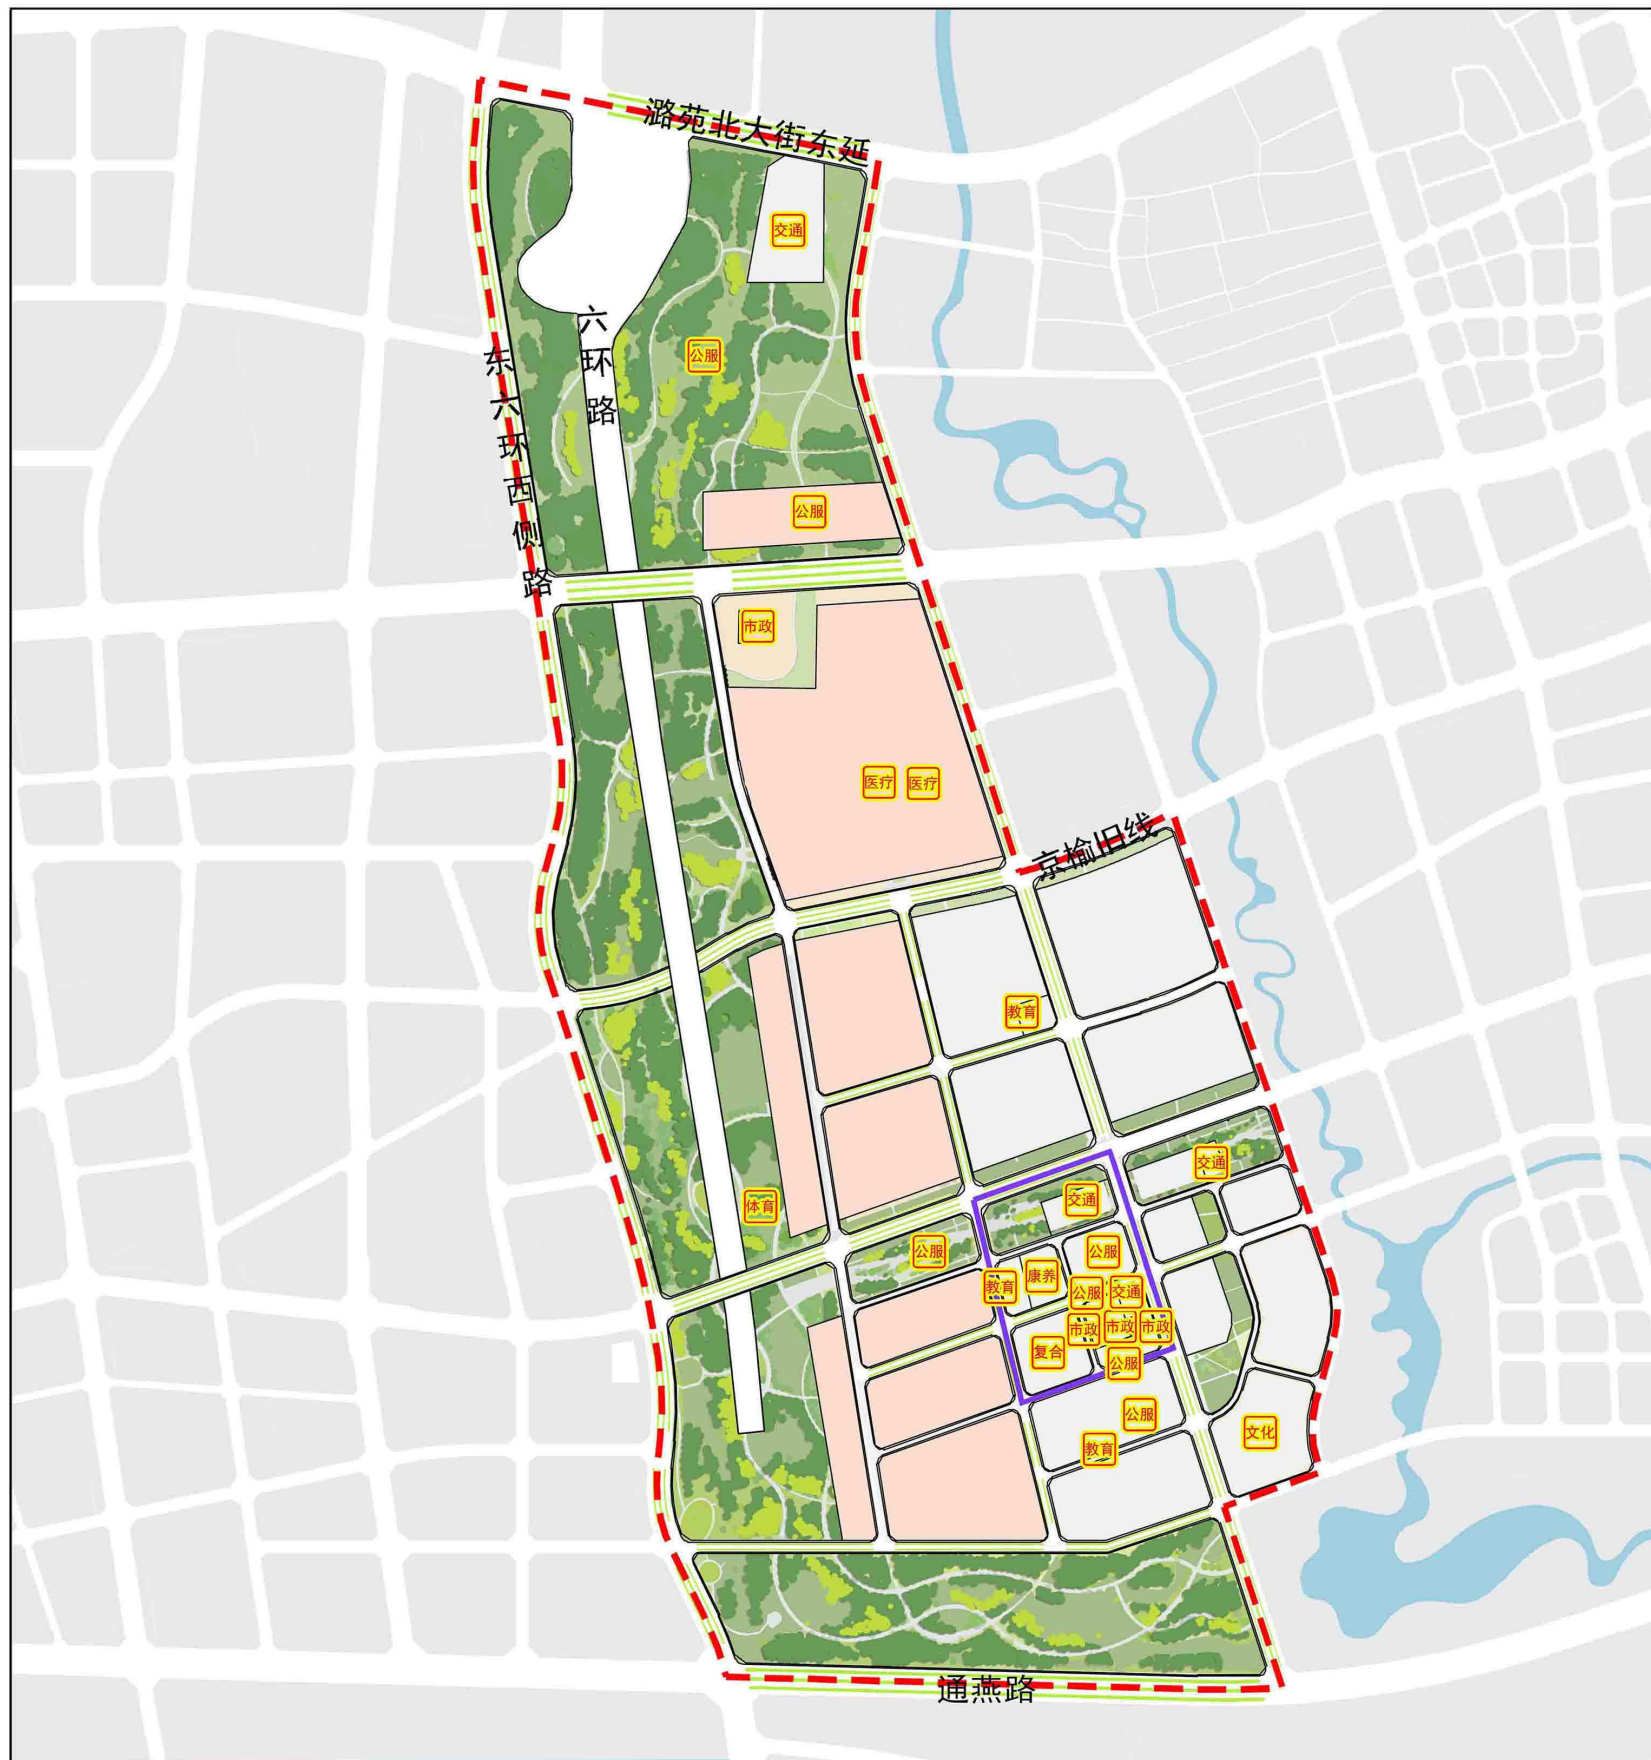 潞苑北大街东延
交通
六环路
公服
东六环西侧路
公服
市政
医疗
医疗
京榆旧线
教育
交通
交通
体育
公服
公服
康养
教育
公服
交通
市政
市政
市政
复合
公服
公服
文化
教育
通燕路